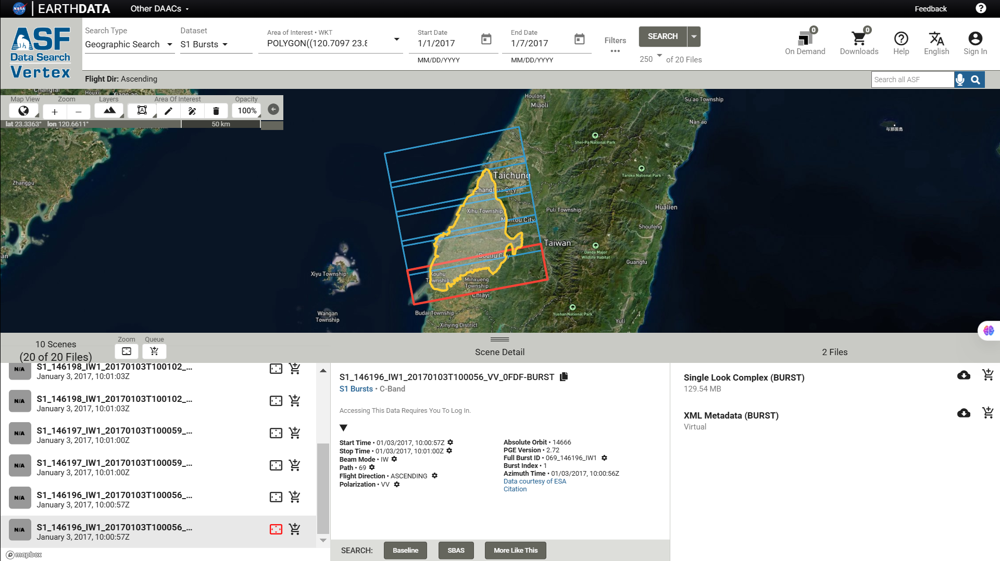 NASA EARTHDATA Other DAACs Feedback ?
ASF
Data Search
Vertex
Search Type
Geographic Search
Dataset
S1 Bursts
Area of Interest • WKT
POLYGON((120.7097 23.8
Start Date
1/1/2017
MM/DD/YYYY
End Date
1/7/2017
MM/DD/YYYY
Filters
•••
SEARCH
250 of 20 Files
0
On Demand
0
Downloads
Help
English
Sign In
Flight Dir: Ascending
Search all ASF
Map View
Zoom
+ −
Layers
Area Of Interest
Opacity
100%
lat 23.3363° lon 120.6611°
50 km
Changtai
Houxi
Xiang'an
Zhangpu
Houlong
Miaoli
Su'ao Township
Nan'ao
与那国島
Shei-Pa National Park
Taroko National Park
Taichung
Changhua City
Xihu Township
Puli Township
Hualien
Nantou City
Shoufeng
Taiwan
Danda Major
Wildlife Habitat
Guangfu
Douliu City
Xiyu Township
Kouhu
Township
Minxueng
Township
Chiayi
Wangan
Township
Budai Township
Yushan National Park
Yuli
Xinying District
10 Scenes
(20 of 20 Files)
Zoom
Queue
Scene Detail
2 Files
N/A
S1_146198_IW1_20170103T100102_...
January 3, 2017, 10:01:03Z
N/A
S1_146198_IW1_20170103T100102_...
January 3, 2017, 10:01:03Z
N/A
S1_146197_IW1_20170103T100059_...
January 3, 2017, 10:01:00Z
N/A
S1_146197_IW1_20170103T100059_...
January 3, 2017, 10:01:00Z
N/A
S1_146196_IW1_20170103T100056_...
January 3, 2017, 10:00:57Z
N/A
S1_146196_IW1_20170103T100056_...
January 3, 2017, 10:00:57Z
mapbox
S1_146196_IW1_20170103T100056_VV_0FDF-BURST
S1 Bursts • C-Band
Accessing This Data Requires You To Log In.
Start Time • 01/03/2017, 10:00:57Z
Stop Time • 01/03/2017, 10:01:00Z
Beam Mode • IW
Path • 69
Flight Direction • ASCENDING
Polarization • VV
Absolute Orbit • 14666
PGE Version • 2.72
Full Burst ID • 069_146196_IW1
Burst Index • 1
Azimuth Time • 01/03/2017, 10:00:56Z
Data courtesy of ESA
Citation
SEARCH: Baseline SBAS More Like This
Single Look Complex (BURST)
129.54 MB
XML Metadata (BURST)
Virtual